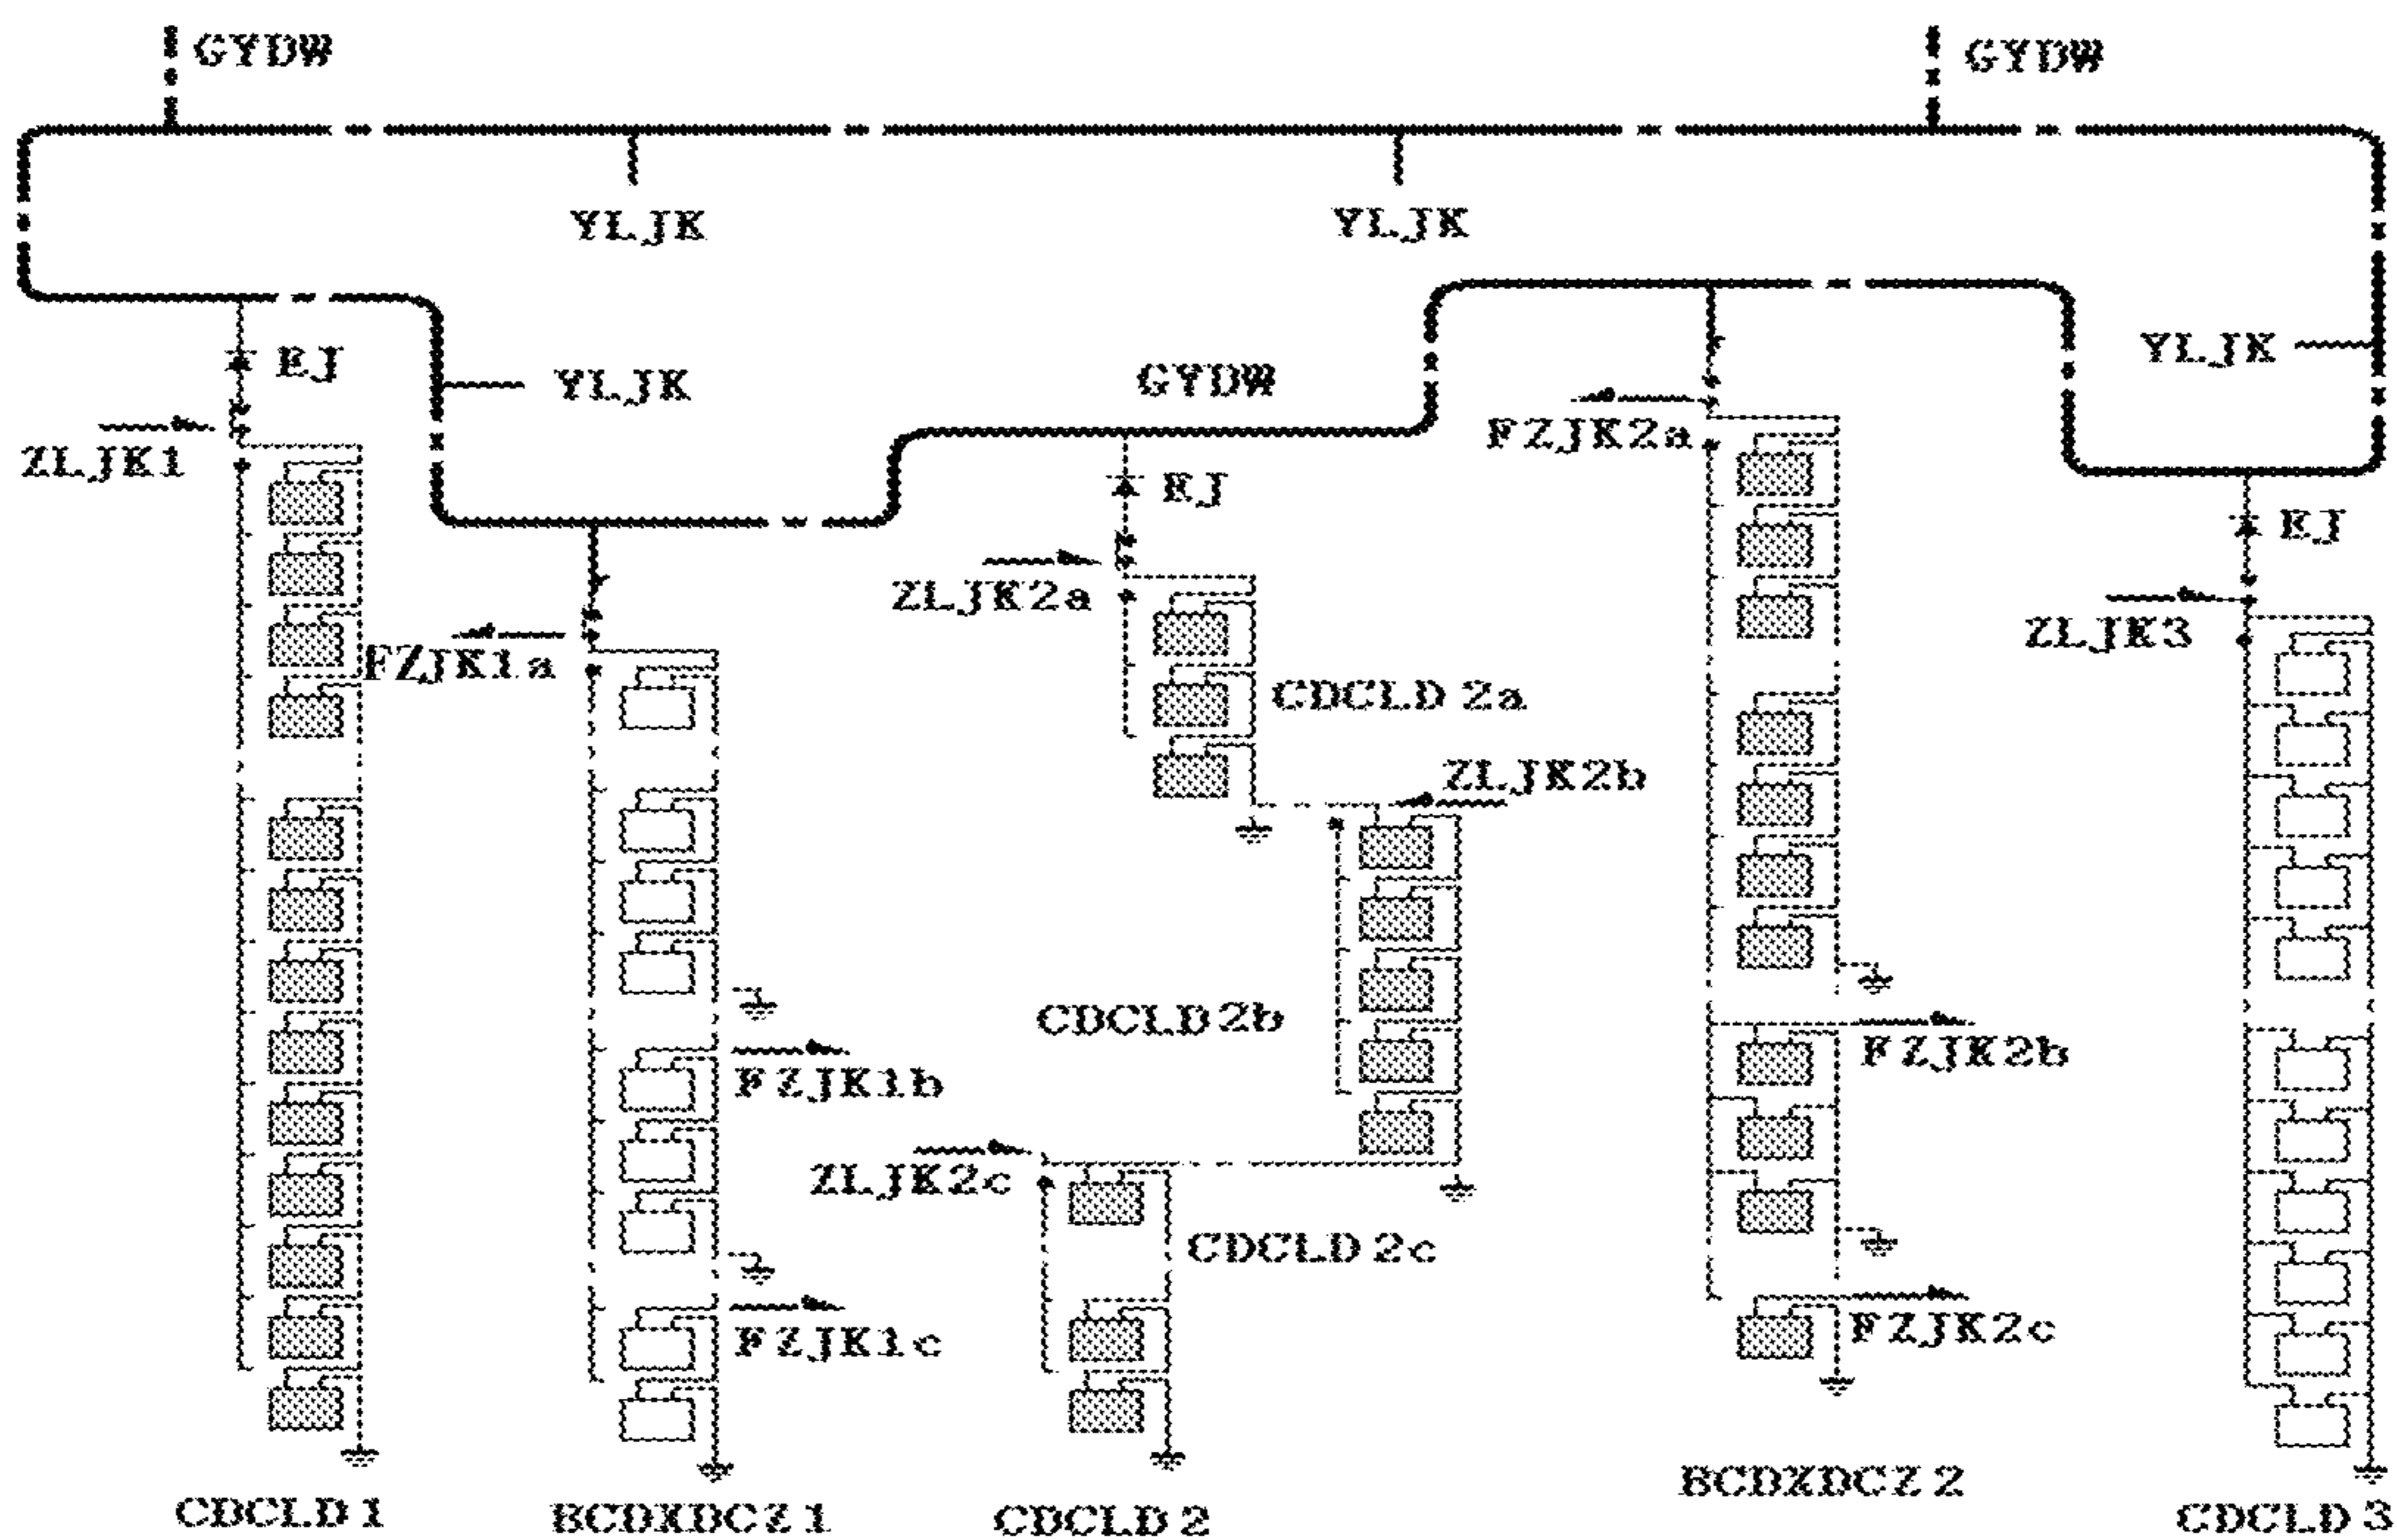 GYDW
GYDW
YLJK
YLJK
EJ
YLJK
GYDW
YLJK
ZLJK1
FZJK2a
EJ
EJ
ZLJK2a
ZLJK3
FZJK1a
CDCLD 2a
ZLJK2b
CDCLD 2b
FZJK2b
FZJK1b
ZLJK2c
CDCLD 2c
FZJK1c
FZJK2c
BCDXDCZ 2
CDCLD 1
BCDXDCZ 1
CDCLD 2
CDCLD 3